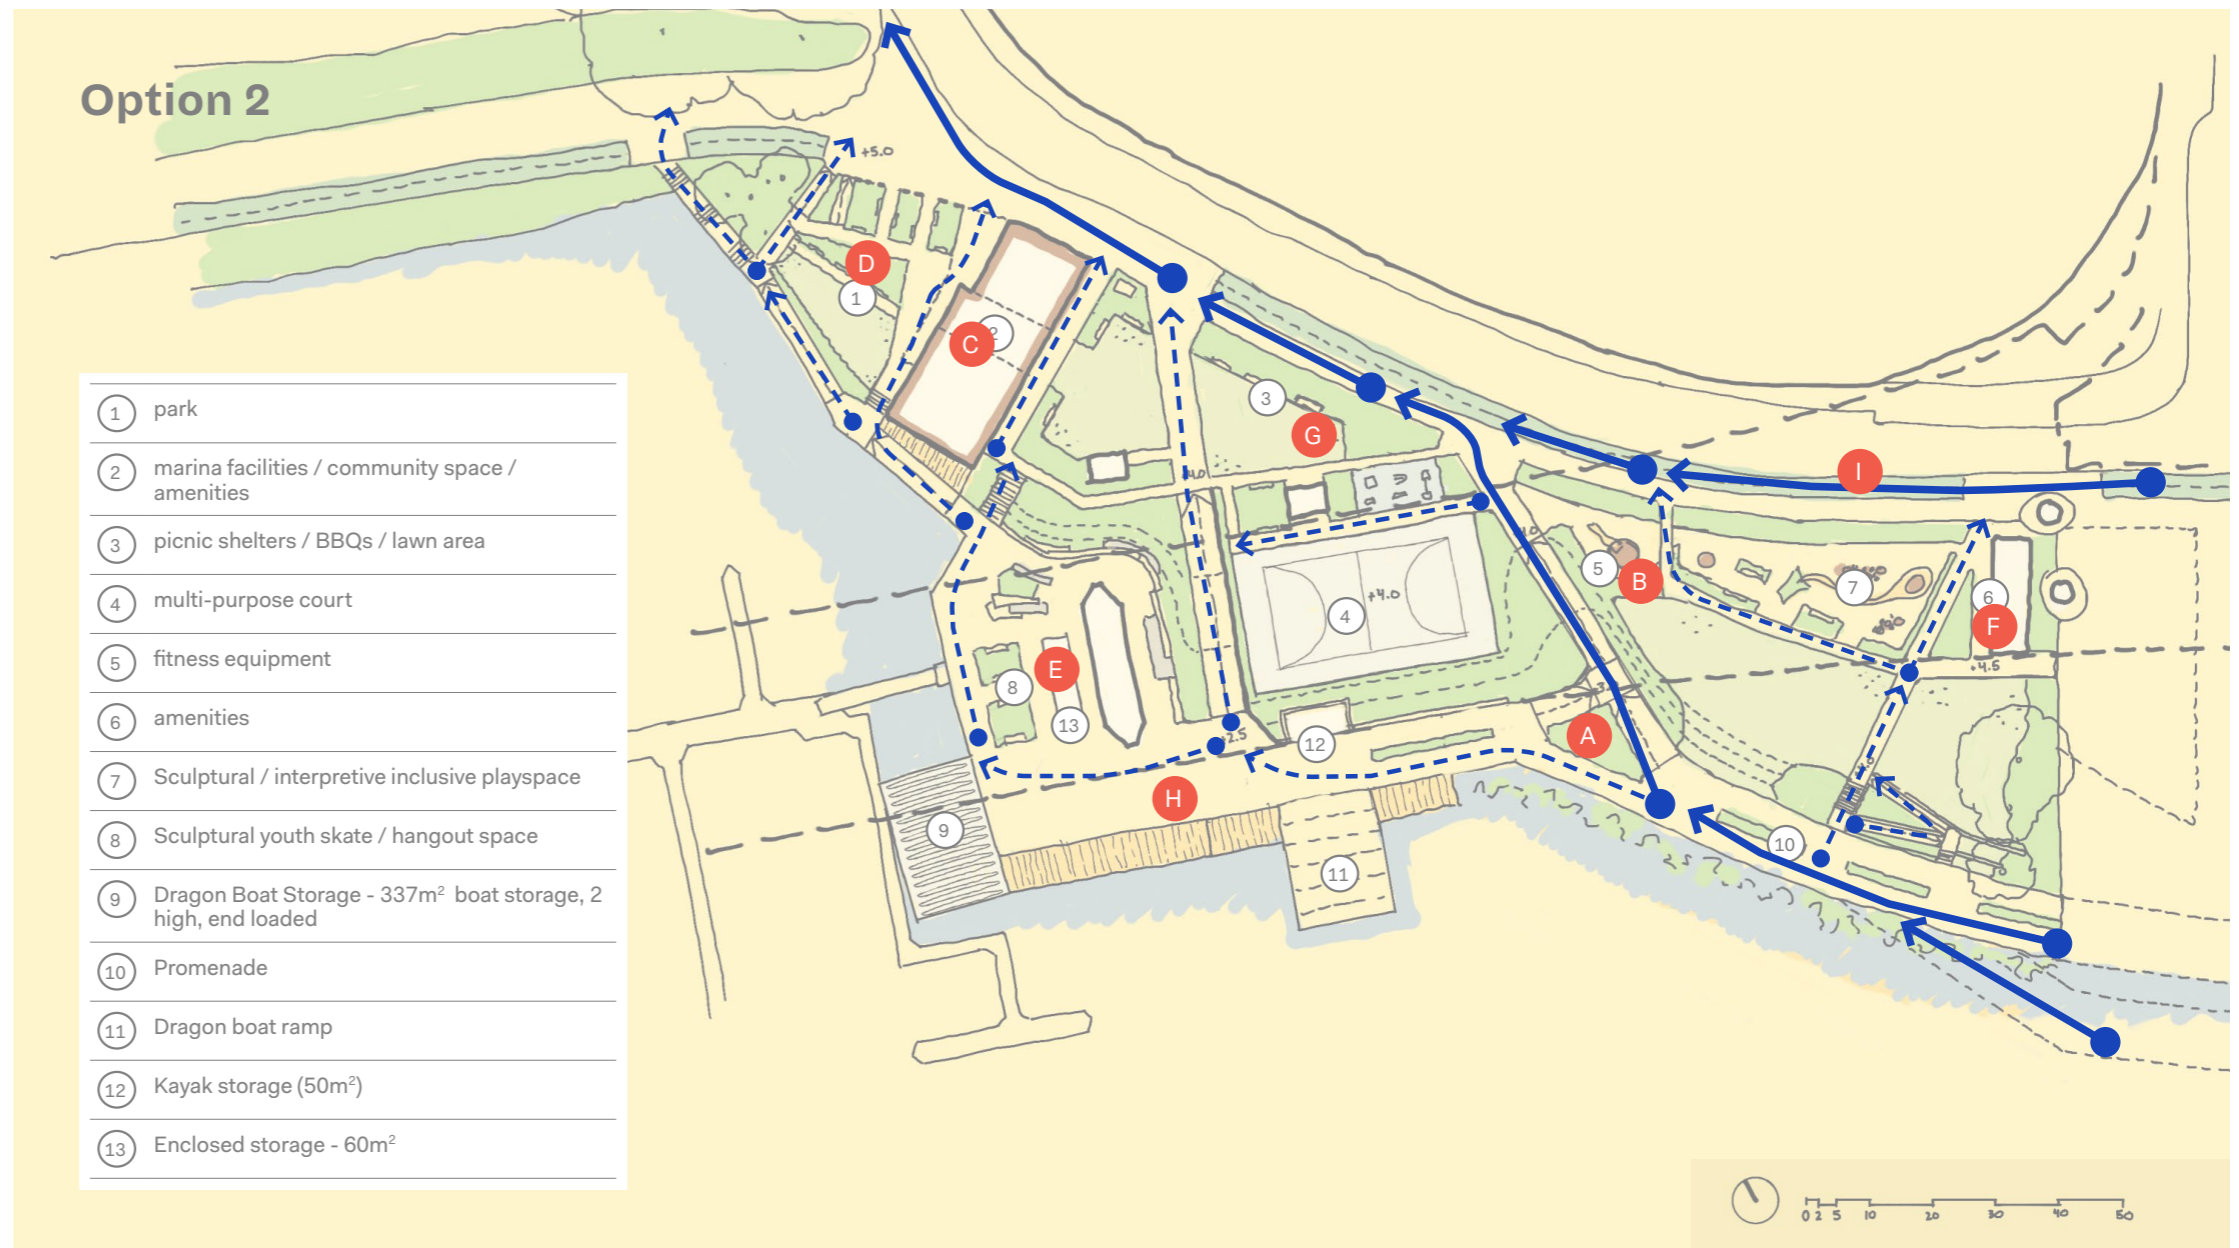 Option 2
+5.0
D
1
2
C
3
G
I
4.0
4.0
5
B
7
6
F
+4.0
4
+4.5
E
8
13
A
+2.5
12
H
9
10
11
1 park
2 marina facilities / community space /
amenities
3 picnic shelters / BBQs / lawn area
4 multi-purpose court
5 fitness equipment
6 amenities
7 Sculptural / interpretive inclusive playspace
8 Sculptural youth skate / hangout space
9 Dragon Boat Storage - 337m² boat storage, 2
high, end loaded
10 Promenade
11 Dragon boat ramp
12 Kayak storage (50m²)
13 Enclosed storage - 60m²
0 2 5 10 20 30 40 50